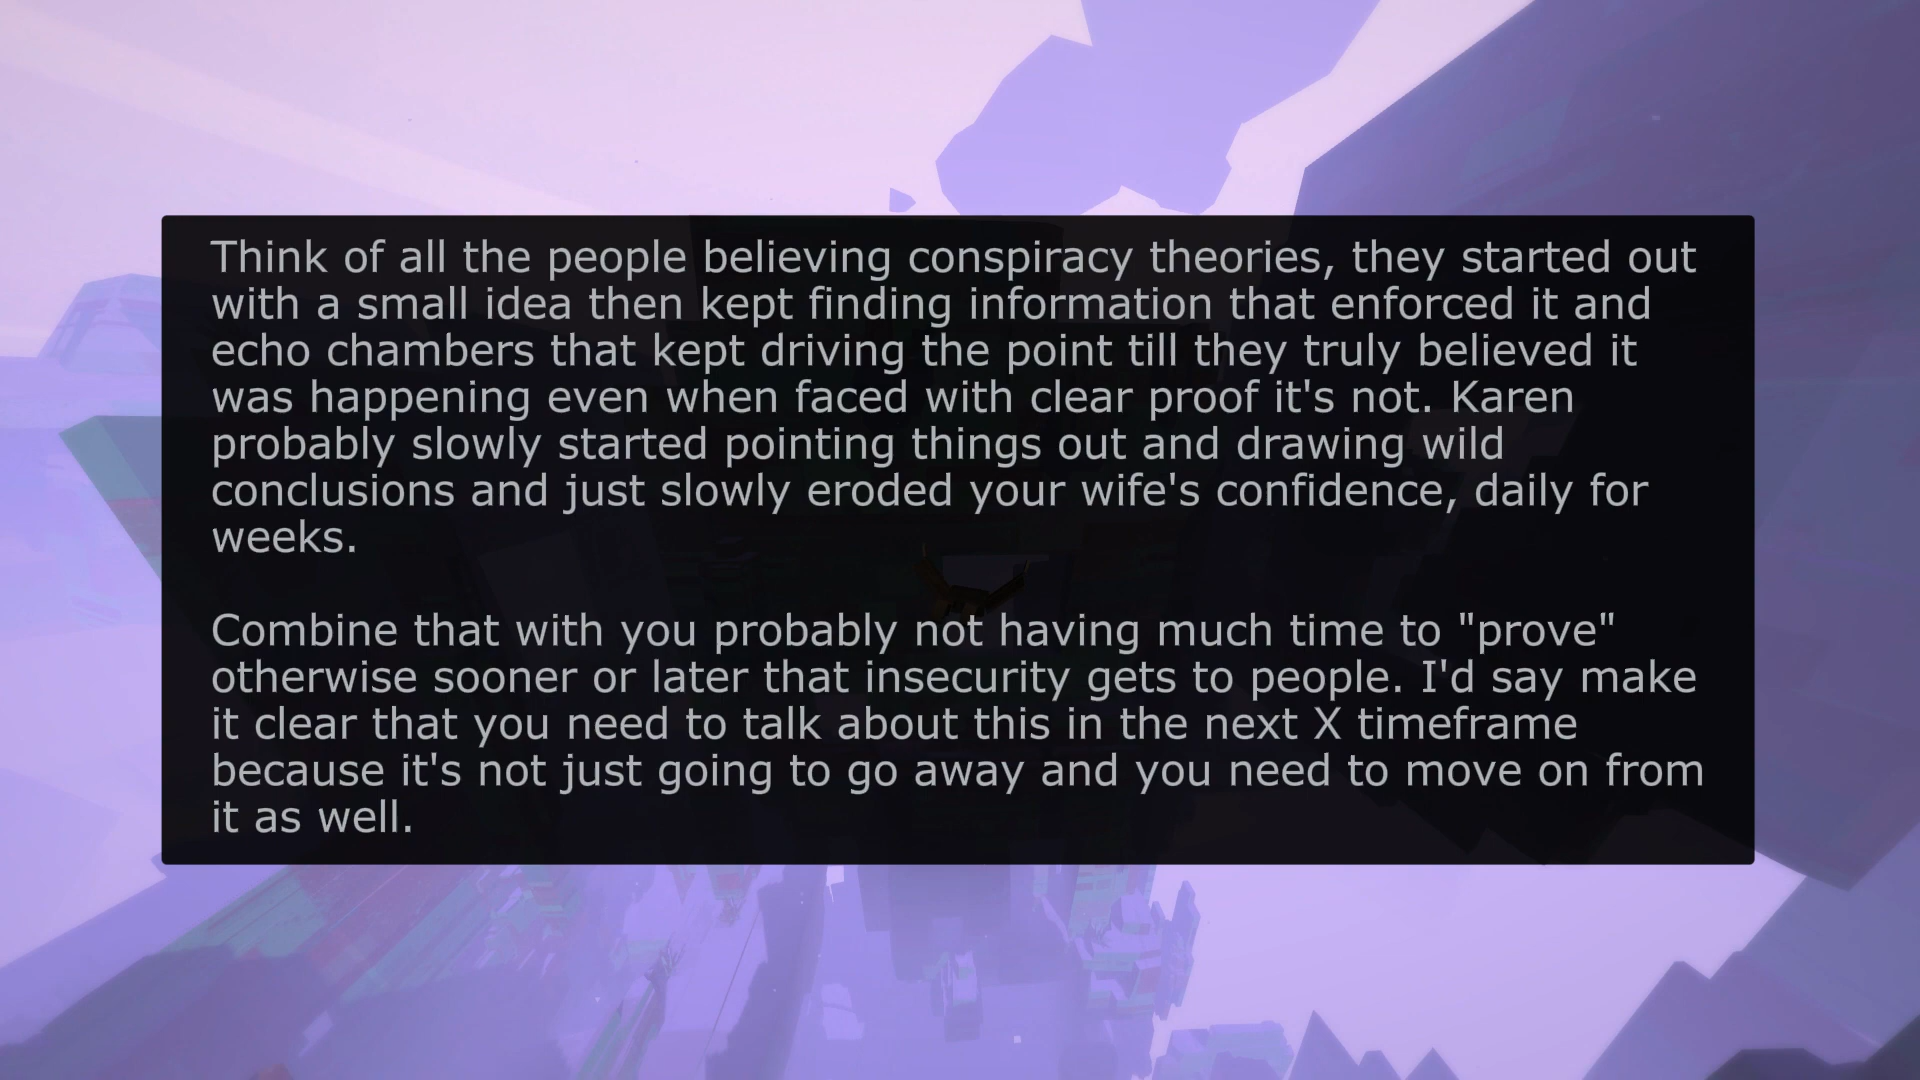 Think of all the people believing conspiracy theories, they started out
with a small idea then kept finding information that enforced it and
echo chambers that kept driving the point till they truly believed it
was happening even when faced with clear proof it's not. Karen
probably slowly started pointing things out and drawing wild
conclusions and just slowly eroded your wife's confidence, daily for
weeks.

Combine that with you probably not having much time to "prove"
otherwise sooner or later that insecurity gets to people. I'd say make
it clear that you need to talk about this in the next X timeframe
because it's not just going to go away and you need to move on from
it as well.